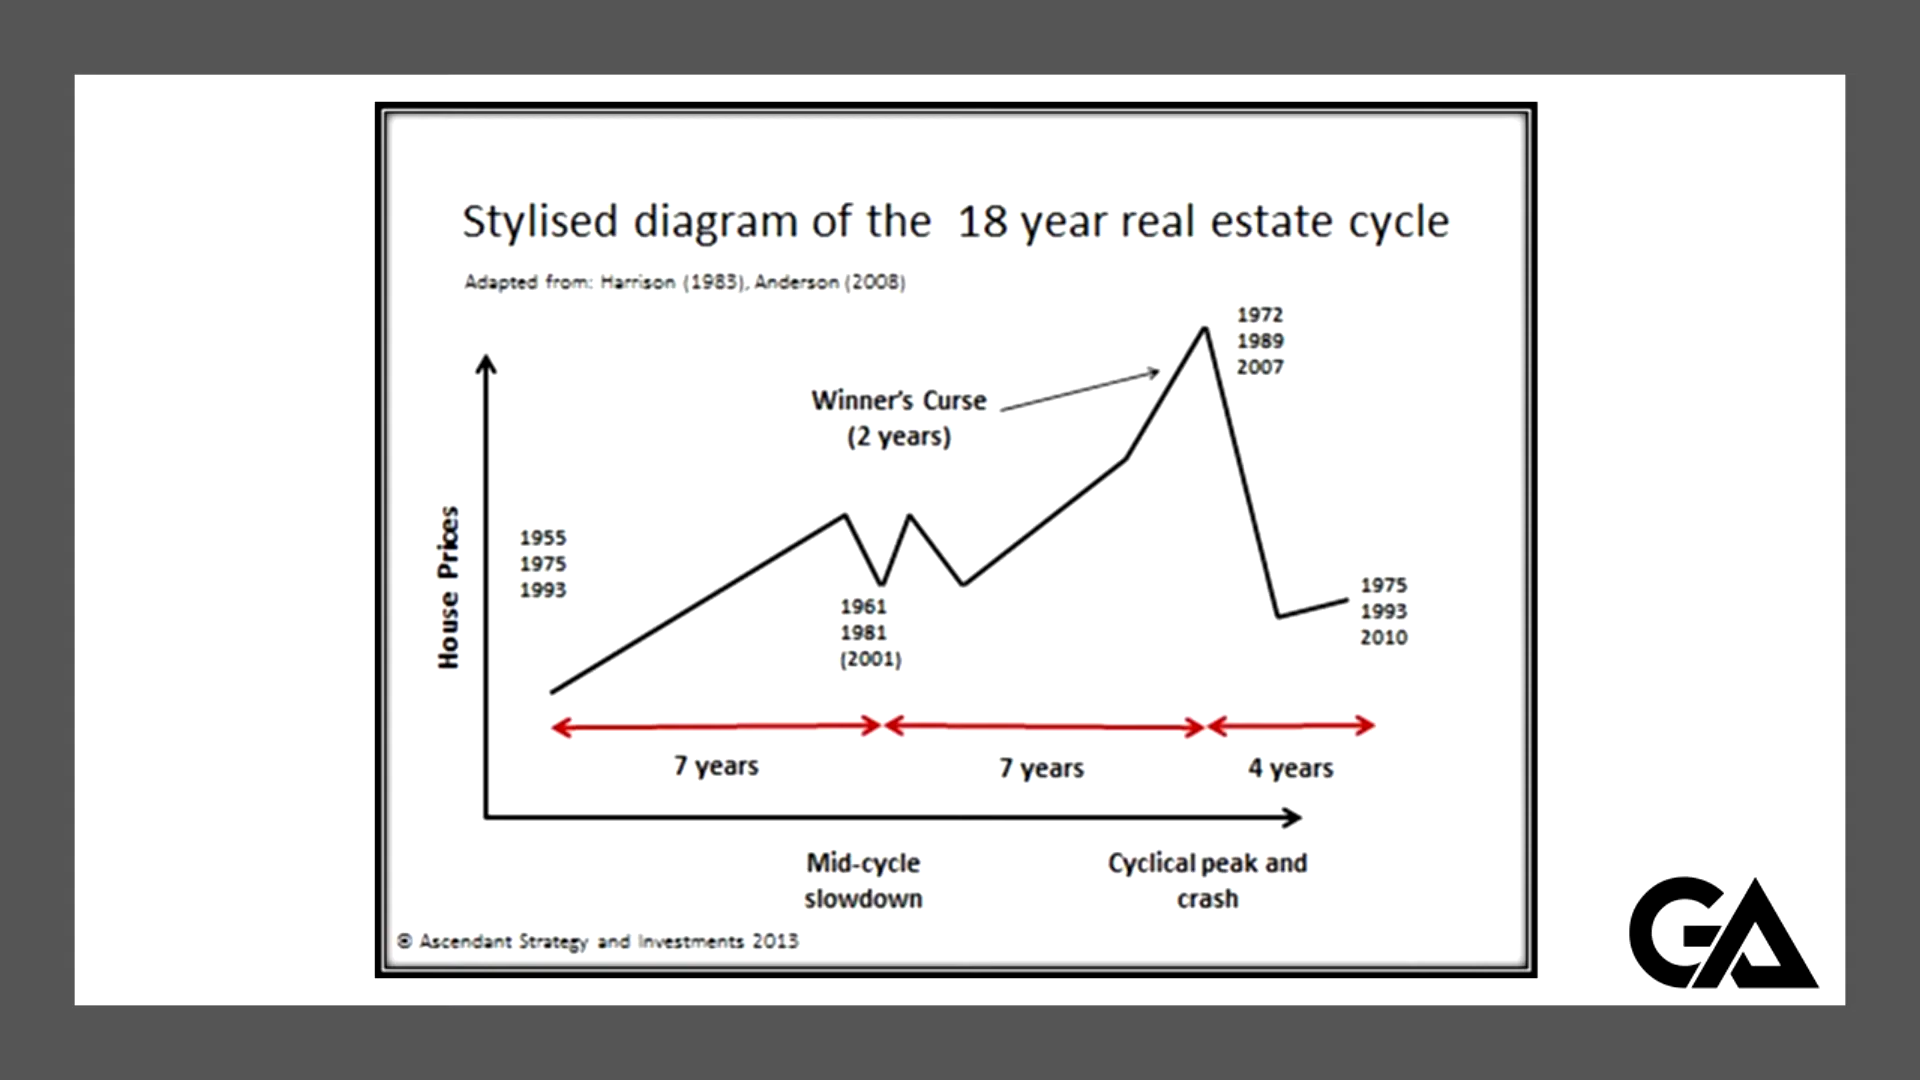 Stylised diagram of the 18 year real estate cycle
Adapted from: Harrison (1983), Anderson (2008)
1972
1989
2007
Winner's Curse
(2 years)
House Prices
1955
1975
1993
1961
1981
(2001)
1975
1993
2010
7 years
7 years
4 years
Mid-cycle
slowdown
Cyclical peak and
crash
© Ascendant Strategy and Investments 2013
GA